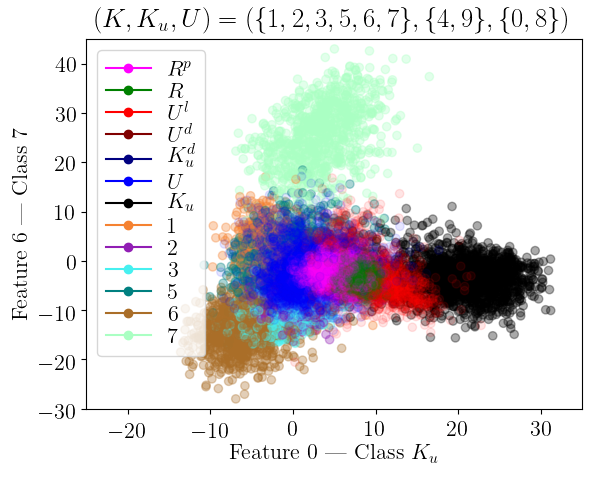 (K, K_u, U) = ({1, 2, 3, 5, 6, 7}, {4, 9}, {0, 8})
40
30
20
10
0
−10
−20
−30
Feature 6 — Class 7
R^p
R
U^l
U^d
K_u^d
U
K_u
1
2
3
5
6
7
−20
−10
0
10
20
30
Feature 0 — Class K_u